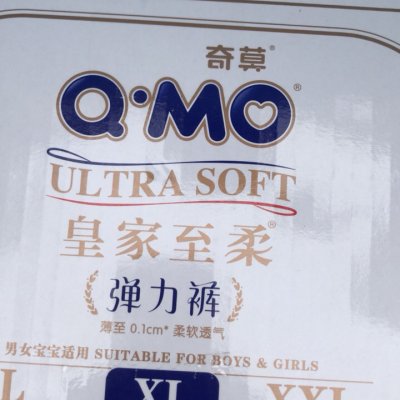 奇莫®
Q·MO®
ULTRA SOFT
皇家至柔®
弹力裤
薄至 0.1cm* 柔软透气
男女宝宝适用 SUITABLE FOR BOYS & GIRLS
L XL XXL